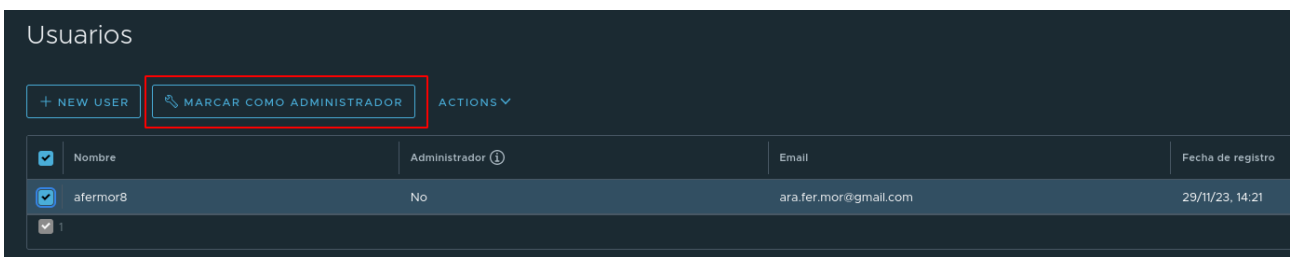 Usuarios
+ NEW USER MARCAR COMO ADMINISTRADOR ACTIONS
Nombre Administrador Email Fecha de registro
afermor8 No ara.fer.mor@gmail.com 29/11/23, 14:21
1